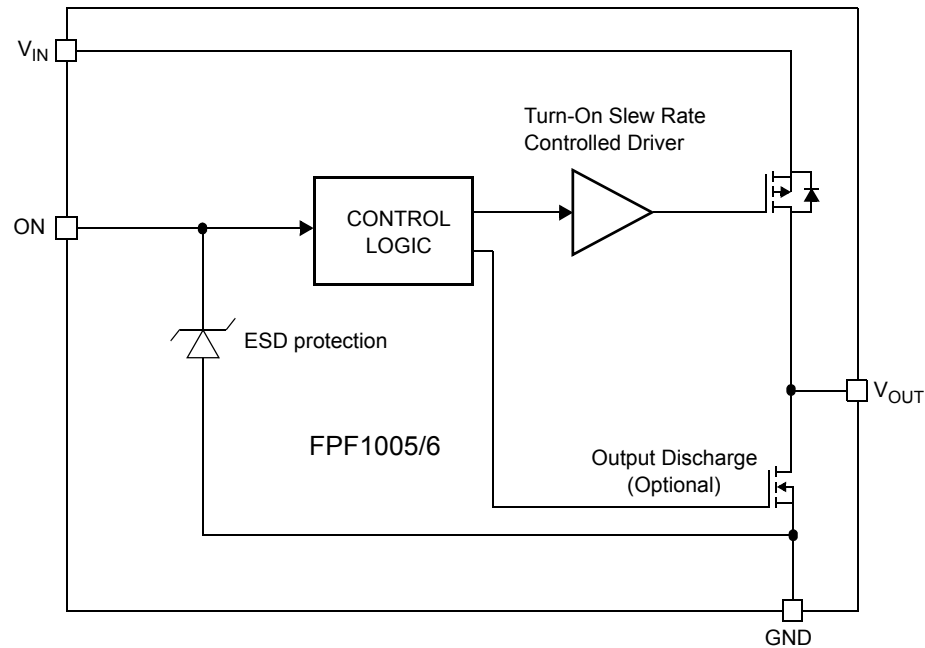 V_IN
Turn-On Slew Rate
Controlled Driver
ON
CONTROL
LOGIC
ESD protection
V_OUT
FPF1005/6
Output Discharge
(Optional)
GND